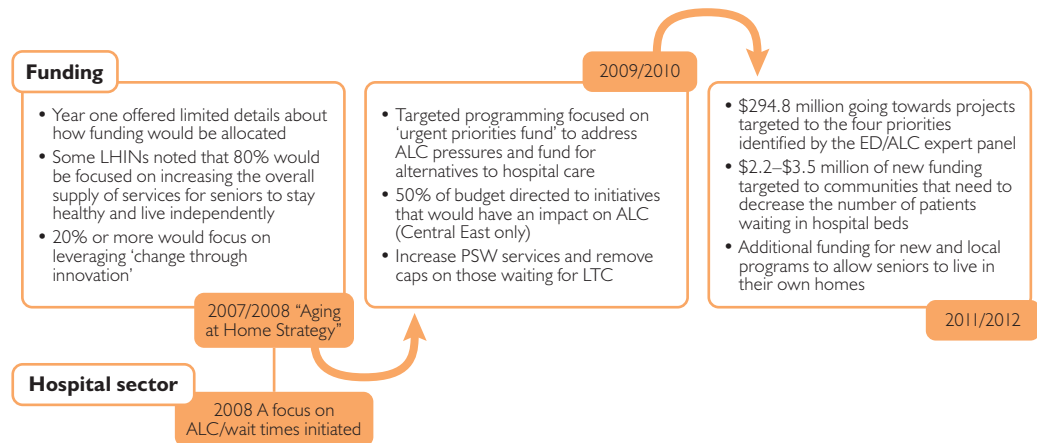 Funding
• Year one offered limited details about
how funding would be allocated
• Some LHINs noted that 80% would
be focused on increasing the overall
supply of services for seniors to stay
healthy and live independently
• 20% or more would focus on
leveraging ‘change through
innovation’
2007/2008 “Aging
at Home Strategy”
Hospital sector
2008 A focus on
ALC/wait times initiated
2009/2010
• Targeted programming focused on
‘urgent priorities fund’ to address
ALC pressures and fund for
alternatives to hospital care
• 50% of budget directed to initiatives
that would have an impact on ALC
(Central East only)
• Increase PSW services and remove
caps on those waiting for LTC
• $294.8 million going towards projects
targeted to the four priorities
identified by the ED/ALC expert panel
• $2.2–$3.5 million of new funding
targeted to communities that need to
decrease the number of patients
waiting in hospital beds
• Additional funding for new and local
programs to allow seniors to live in
their own homes
2011/2012